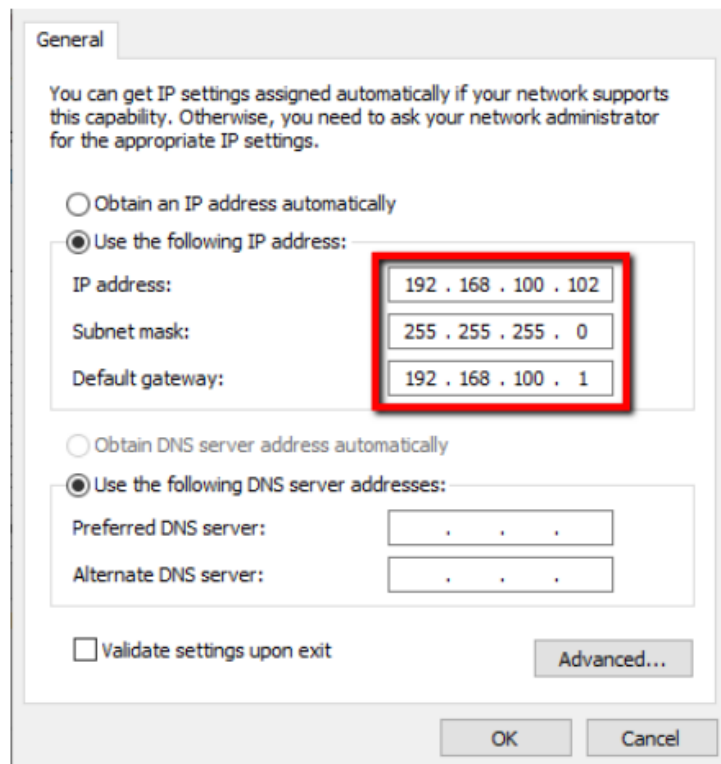 General
You can get IP settings assigned automatically if your network supports
this capability. Otherwise, you need to ask your network administrator
for the appropriate IP settings.
Obtain an IP address automatically
Use the following IP address:
IP address: 192 . 168 . 100 . 102
Subnet mask: 255 . 255 . 255 . 0
Default gateway: 192 . 168 . 100 . 1
Obtain DNS server address automatically
Use the following DNS server addresses:
Preferred DNS server: . . .
Alternate DNS server: . . .
Validate settings upon exit
Advanced...
OK Cancel